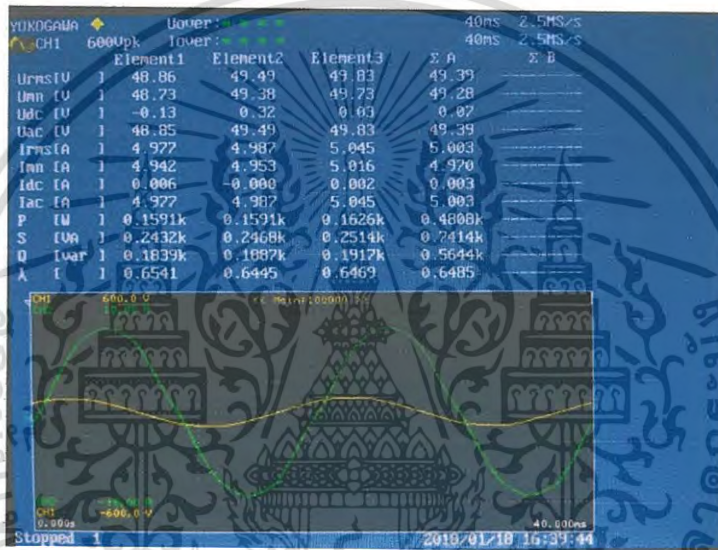 YOKOGAWA Uover: 40ms 2.5MS/s
CH1 600Vpk Iover: 40ms 2.5MS/s
Element1 Element2 Element3 Σ A Σ B
Urms[V ] 48.86 49.49 49.83 49.39
Umn [V ] 48.73 49.38 49.73 49.28
Udc [V ] -0.13 0.32 0.03 0.07
Uac [V ] 48.85 49.49 49.83 49.39
Irms[A ] 4.977 4.987 5.045 5.003
Imn [A ] 4.942 4.953 5.016 4.970
Idc [A ] 0.006 -0.000 0.002 0.003
Iac [A ] 4.977 4.987 5.045 5.003
P [W ] 0.1591k 0.1591k 0.1626k 0.4808k
S [VA ] 0.2432k 0.2468k 0.2514k 0.7414k
Q [var ] 0.1839k 0.1887k 0.1917k 0.5644k
λ [ ] 0.6541 0.6445 0.6469 0.6485
CH1 600.0 V
CH1 -600.0 V
0.000s 40.000ms
Stopped 1 2018/01/18 16:39:44